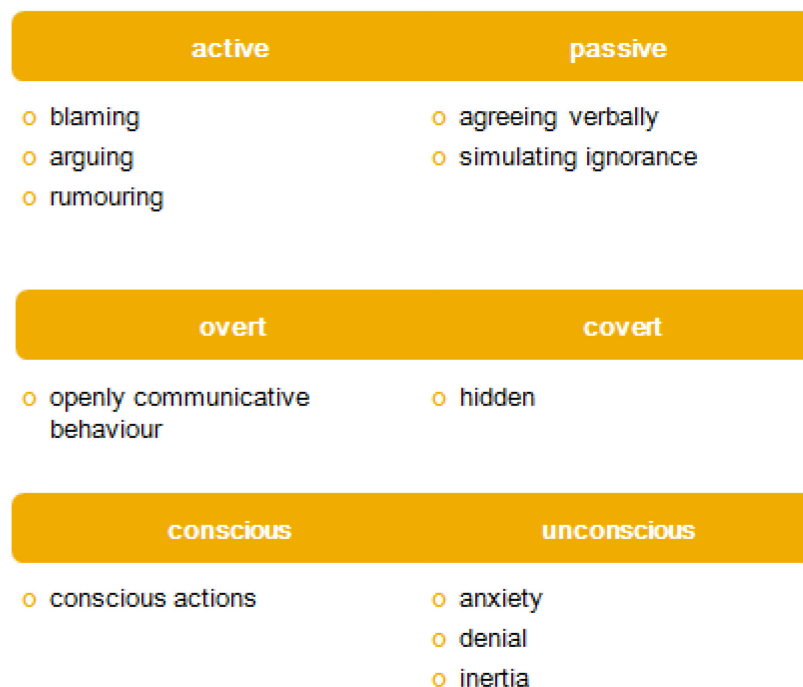 active passive
o blaming
o arguing
o rumouring
o agreeing verbally
o simulating ignorance
overt covert
o openly communicative
behaviour
o hidden
conscious unconscious
o conscious actions
o anxiety
o denial
o inertia